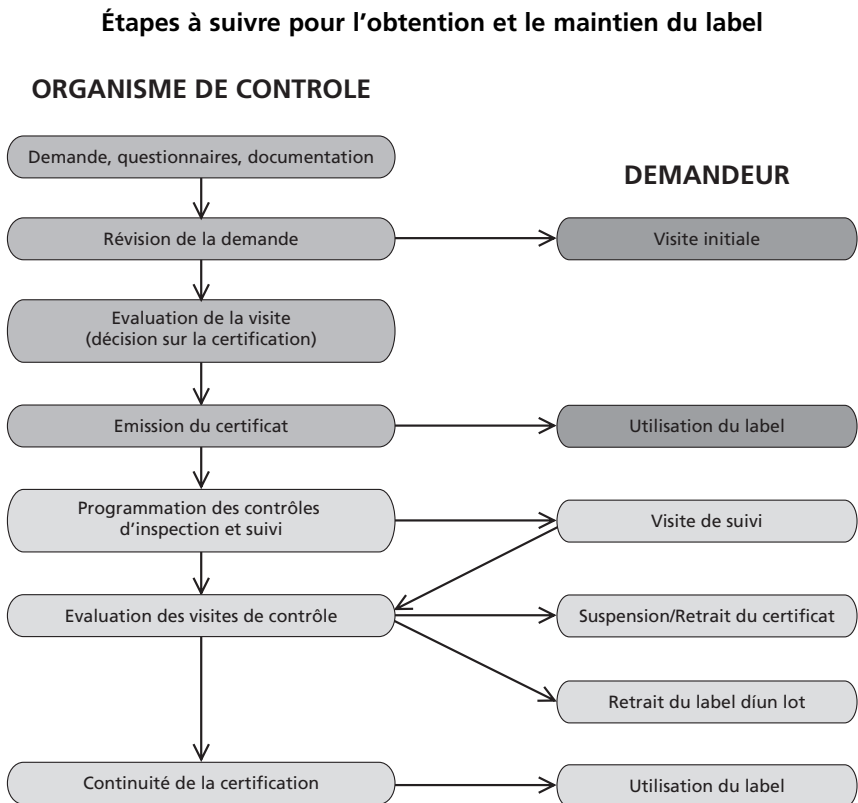 Étapes à suivre pour l'obtention et le maintien du label
ORGANISME DE CONTROLE
Demande, questionnaires, documentation
DEMANDEUR
Révision de la demande
Visite initiale
Evaluation de la visite
(décision sur la certification)
Emission du certificat
Utilisation du label
Programmation des contrôles
d'inspection et suivi
Visite de suivi
Evaluation des visites de contrôle
Suspension/Retrait du certificat
Retrait du label díun lot
Continuité de la certification
Utilisation du label